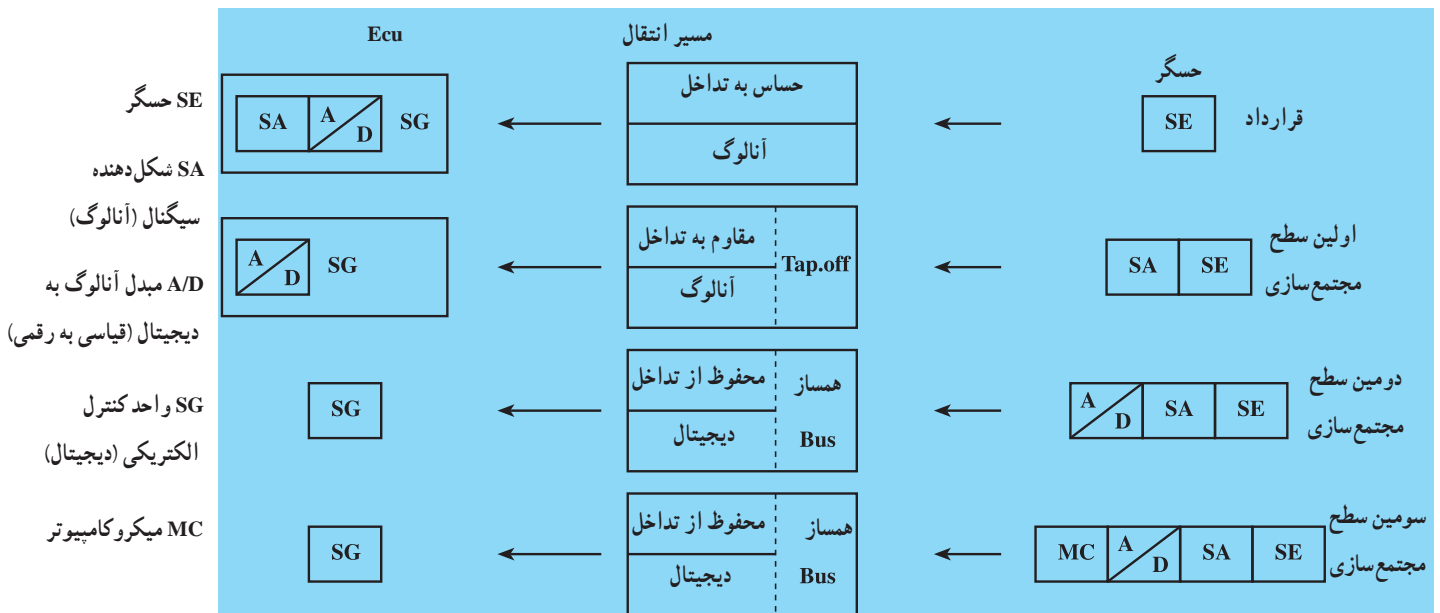 حسگر
مسیر انتقال
Ecu
قرارداد
SE
حساس به تداخل
آنالوگ
SA
A
D
SG
اولین سطح
مجتمع‌سازی
SE
SA
Tap.off
مقاوم به تداخل
آنالوگ
A
D
SG
دومین سطح
مجتمع‌سازی
SE
SA
A
D
همساز
Bus
محفوظ از تداخل
دیجیتال
SG
سومین سطح
مجتمع‌سازی
SE
SA
A
D
MC
همساز
Bus
محفوظ از تداخل
دیجیتال
SG
SE حسگر
SA شکل‌دهنده
سیگنال (آنالوگ)
A/D مبدل آنالوگ به
دیجیتال (قیاسی به رقمی)
SG واحد کنترل
الکتریکی (دیجیتال)
MC میکروکامپیوتر